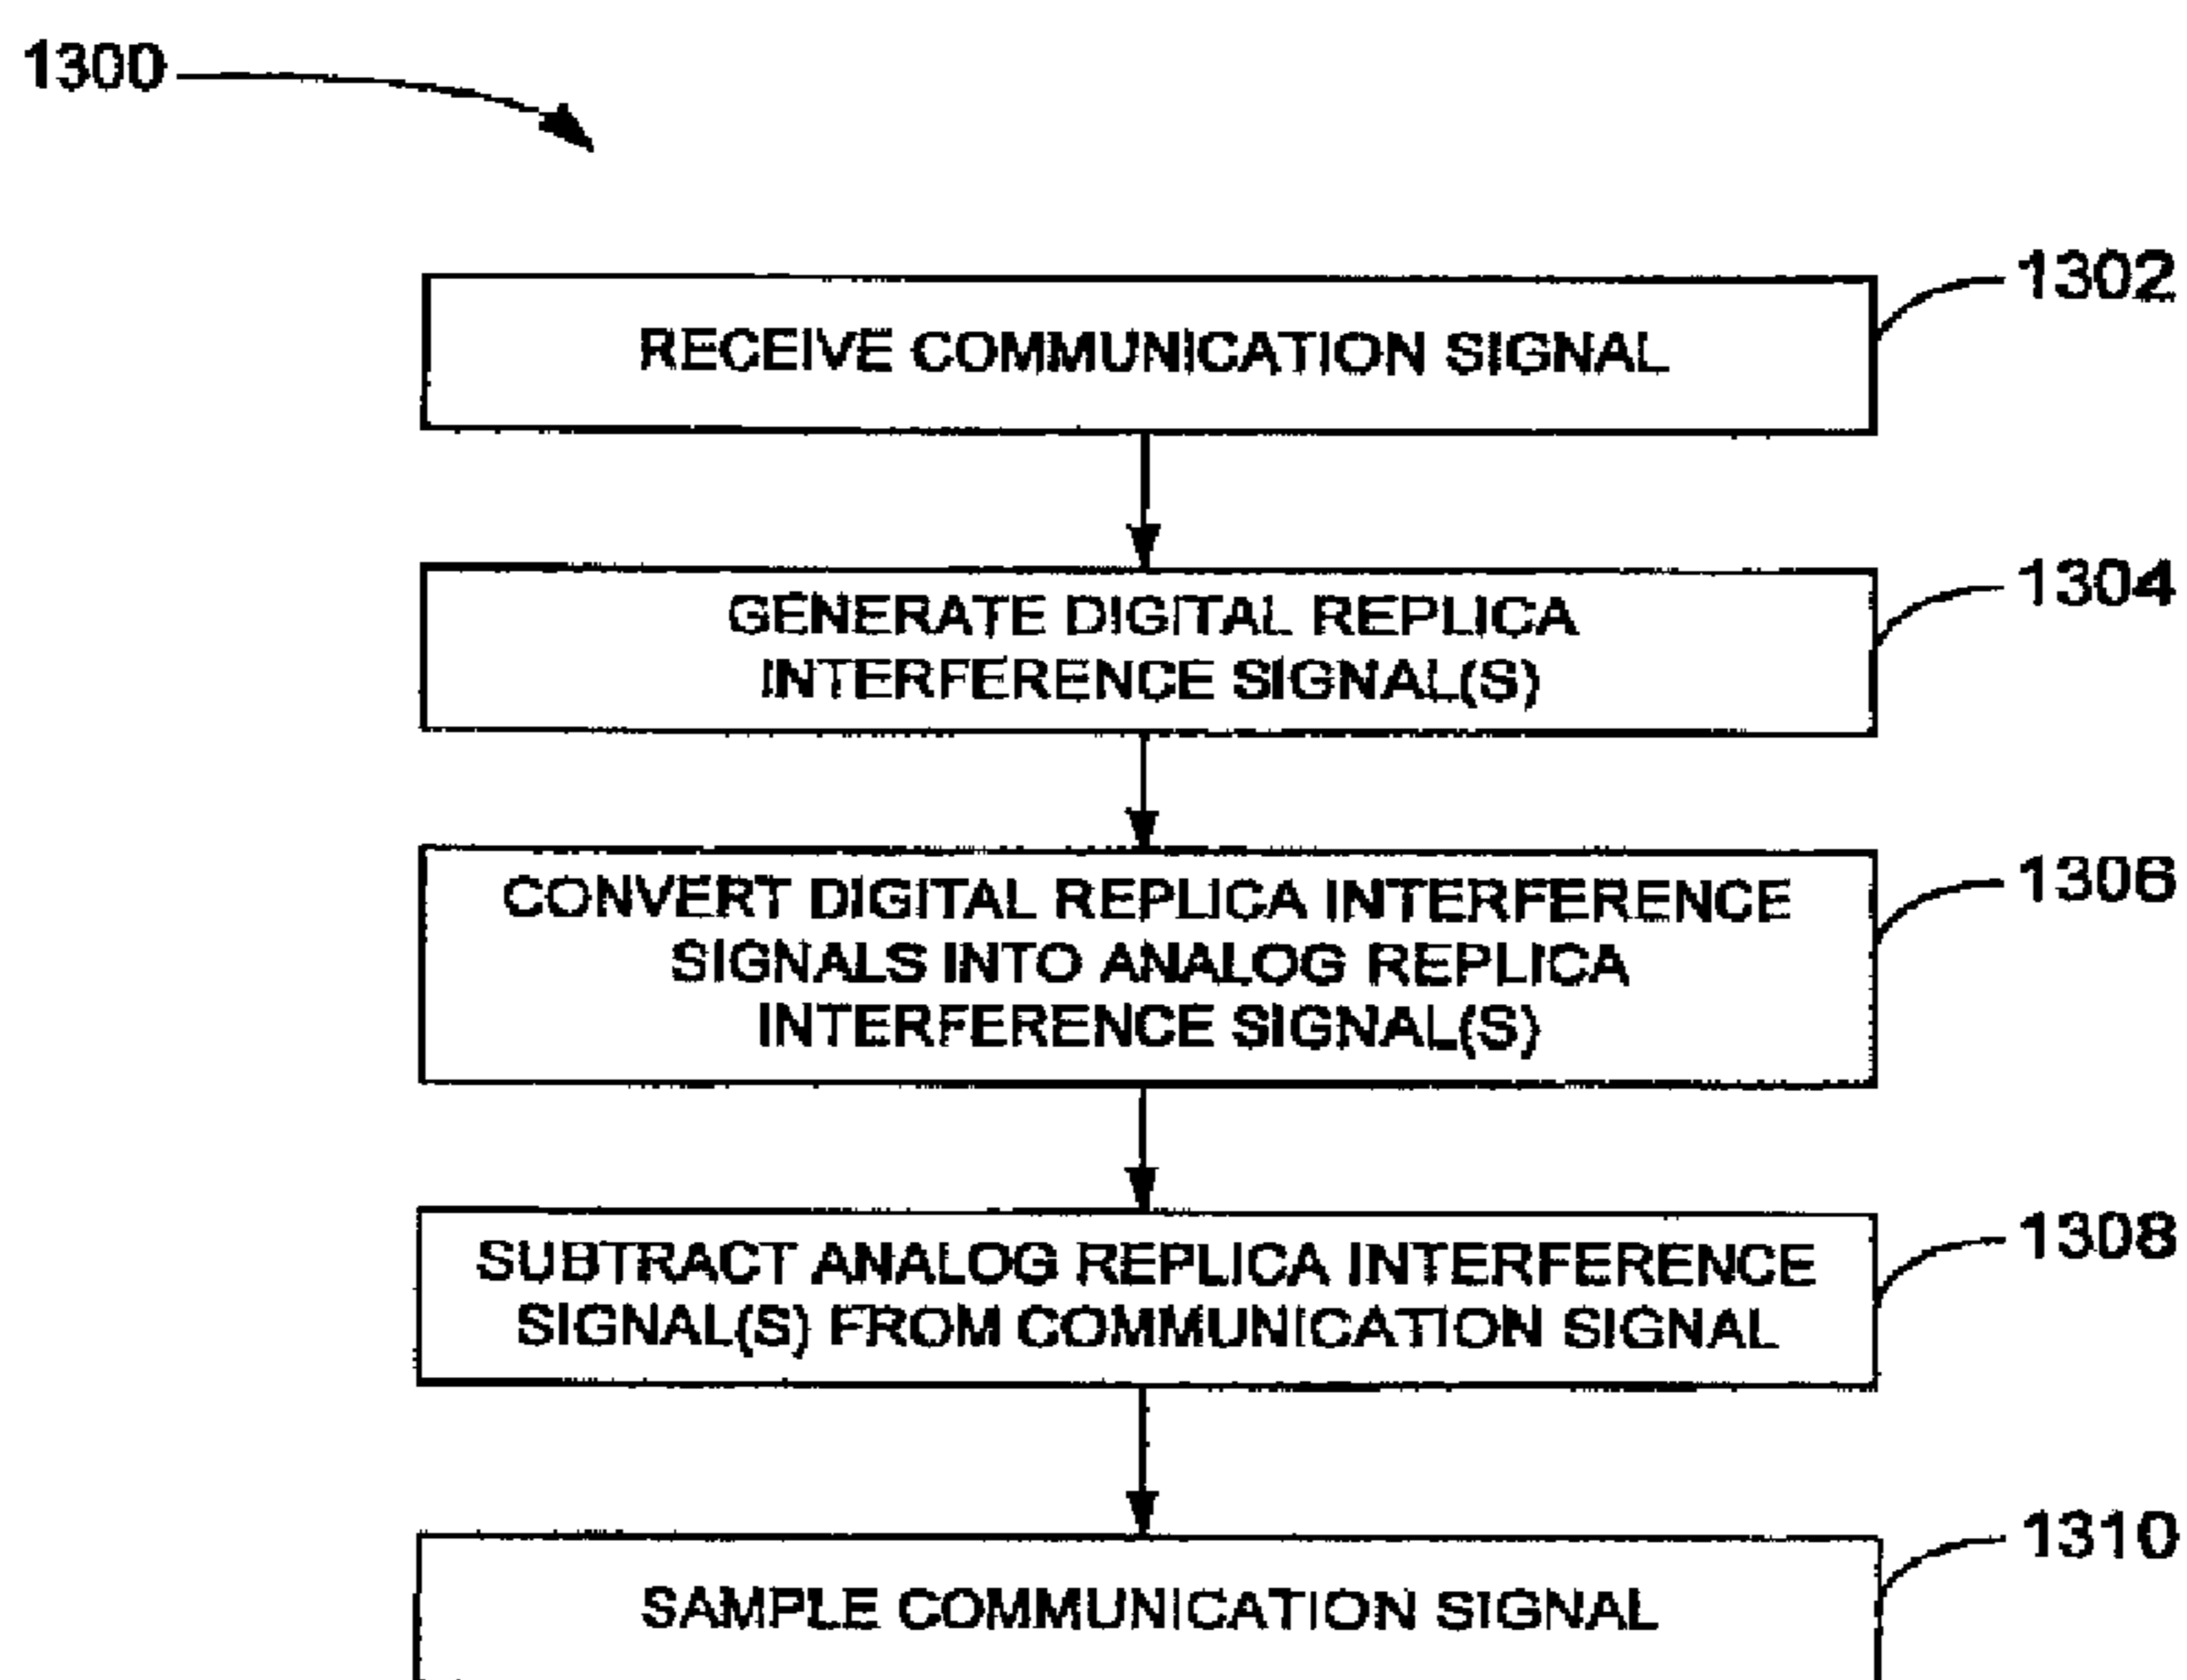 1300
1302
RECEIVE COMMUNICATION SIGNAL
1304
GENERATE DIGITAL REPLICA
INTERFERENCE SIGNAL(S)
1306
CONVERT DIGITAL REPLICA INTERFERENCE
SIGNALS INTO ANALOG REPLICA
INTERFERENCE SIGNAL(S)
1308
SUBTRACT ANALOG REPLICA INTERFERENCE
SIGNAL(S) FROM COMMUNICATION SIGNAL
1310
SAMPLE COMMUNICATION SIGNAL